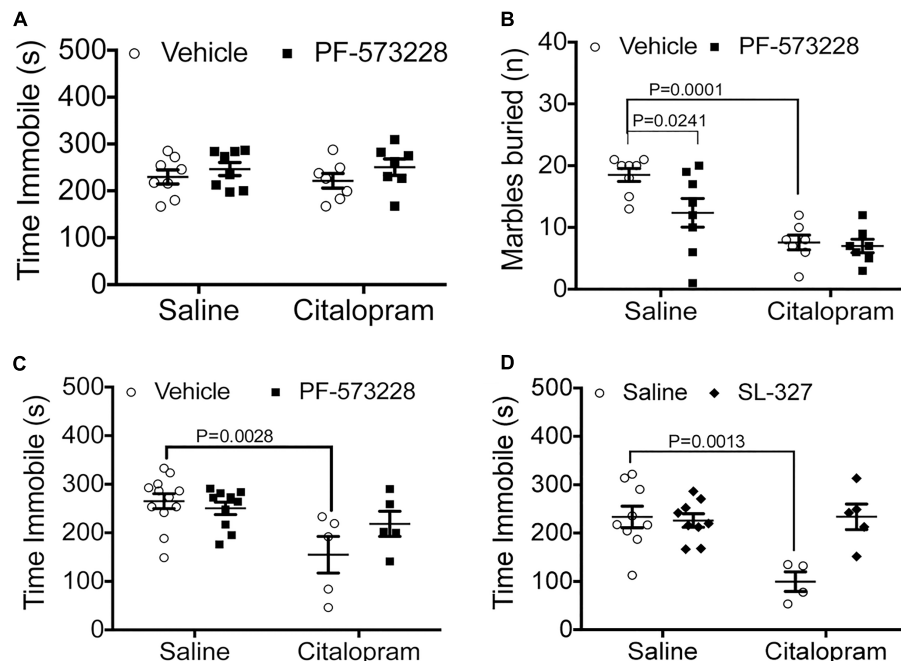 A
Time Immobile (s)
Vehicle PF-573228
500
400
300
200
100
0
Saline Citalopram
B
Marbles buried (n)
Vehicle PF-573228
40
30
20
10
0
P=0.0001
P=0.0241
Saline Citalopram
C
Time Immobile (s)
Vehicle PF-573228
500
400
300
200
100
0
P=0.0028
Saline Citalopram
D
Time Immobile (s)
Saline SL-327
500
400
300
200
100
0
P=0.0013
Saline Citalopram